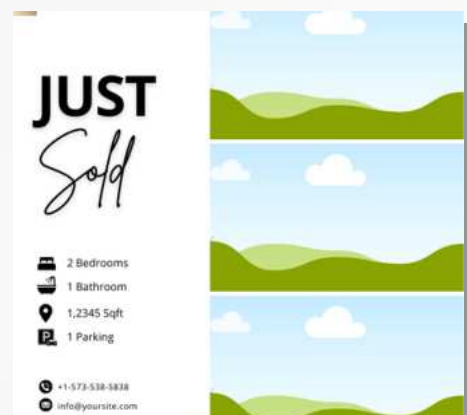 JUST
Sold
2 Bedrooms
1 Bathroom
1,2345 Sqft
1 Parking
+1-573-538-5838
info@yoursite.com